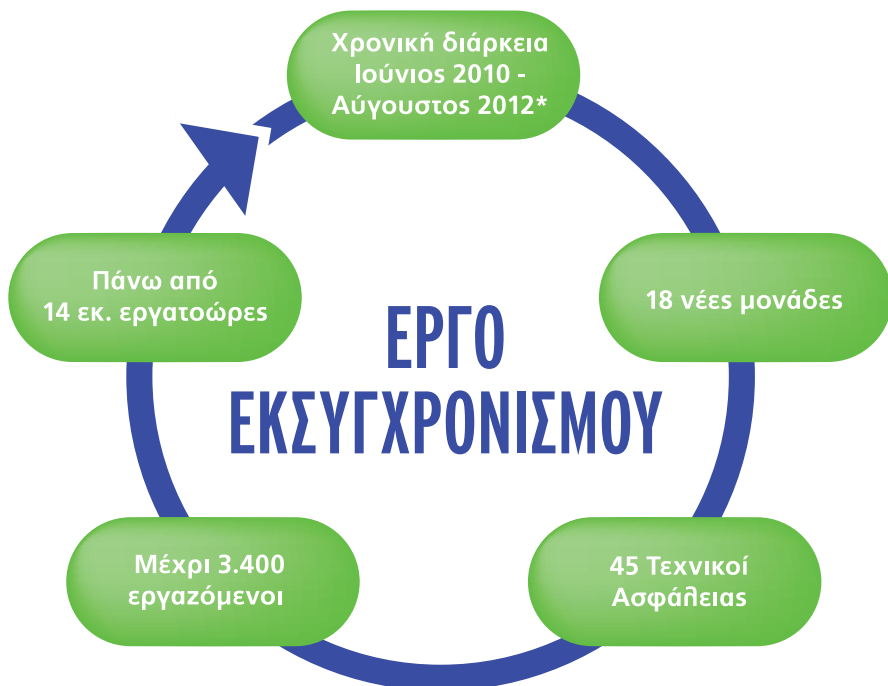 Χρονική διάρκεια
Ιούνιος 2010 -
Αύγουστος 2012*
18 νέες μονάδες
45 Τεχνικοί
Ασφάλειας
Μέχρι 3.400
εργαζόμενοι
Πάνω από
14 εκ. εργατοώρες
ΕΡΓΟ
ΕΚΣΥΓΧΡΟΝΙΣΜΟΥ